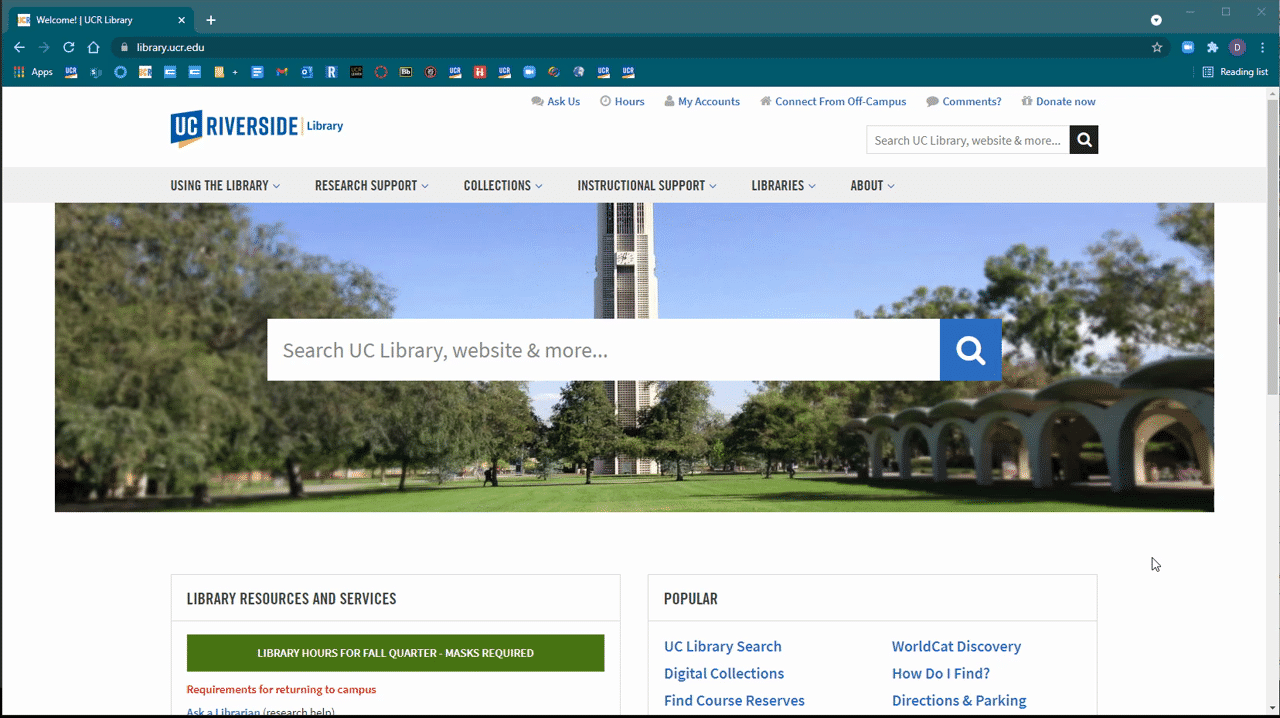 Welcome! | UCR Library
library.ucr.edu
Apps
Reading list
Ask Us Hours My Accounts Connect From Off-Campus Comments? Donate now
UC RIVERSIDE Library
Search UC Library, website & more...
USING THE LIBRARY RESEARCH SUPPORT COLLECTIONS INSTRUCTIONAL SUPPORT LIBRARIES ABOUT
Search UC Library, website & more...
LIBRARY RESOURCES AND SERVICES
LIBRARY HOURS FOR FALL QUARTER - MASKS REQUIRED
Requirements for returning to campus
Ask a Librarian (research help)
POPULAR
UC Library Search WorldCat Discovery
Digital Collections How Do I Find?
Find Course Reserves Directions & Parking